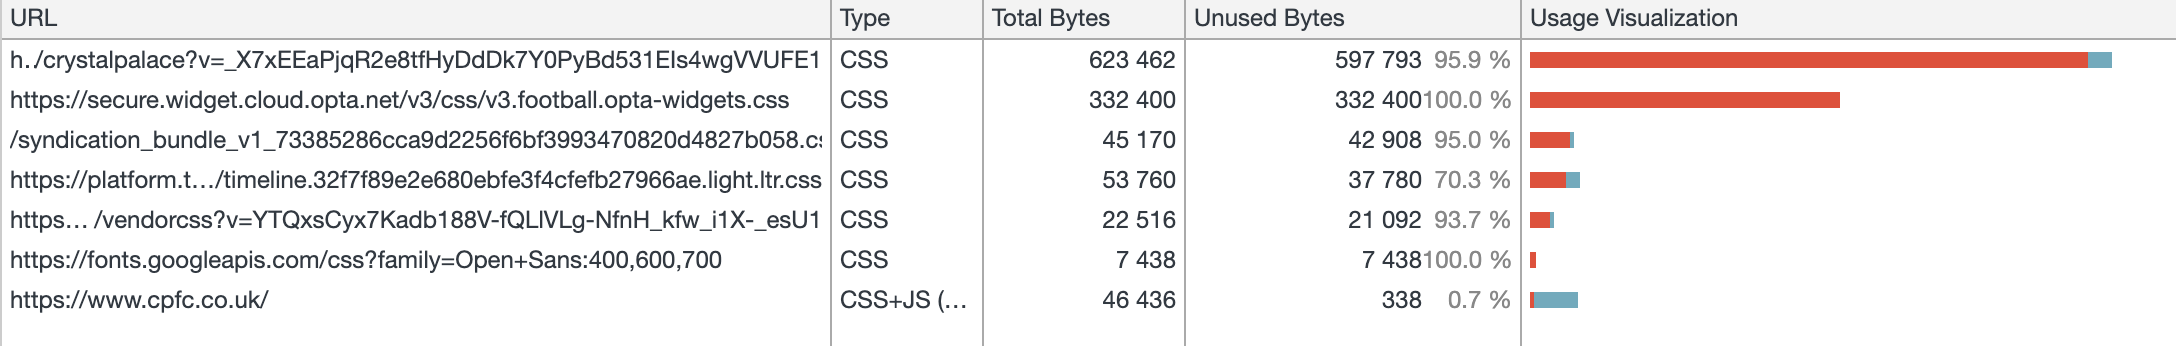 URL Type Total Bytes Unused Bytes Usage Visualization
h../crystalpalace?v=_X7xEEaPjqR2e8tfHyDdDk7Y0PyBd531EIs4wgVVUFE1 CSS 623 462 597 793 95.9 %
https://secure.widget.cloud.opta.net/v3/css/v3.football.opta-widgets.css CSS 332 400 332 400 100.0 %
/syndication_bundle_v1_73385286cca9d2256f6bf3993470820d4827b058.cs CSS 45 170 42 908 95.0 %
https://platform.t…/timeline.32f7f89e2e680ebfe3f4cfefb27966ae.light.ltr.css CSS 53 760 37 780 70.3 %
https… /vendorcss?v=YTQxsCyx7Kadb188V-fQLlVLg-NfnH_kfw_i1X-_esU1 CSS 22 516 21 092 93.7 %
https://fonts.googleapis.com/css?family=Open+Sans:400,600,700 CSS 7 438 7 438 100.0 %
https://www.cpfc.co.uk/ CSS+JS (… 46 436 338 0.7 %